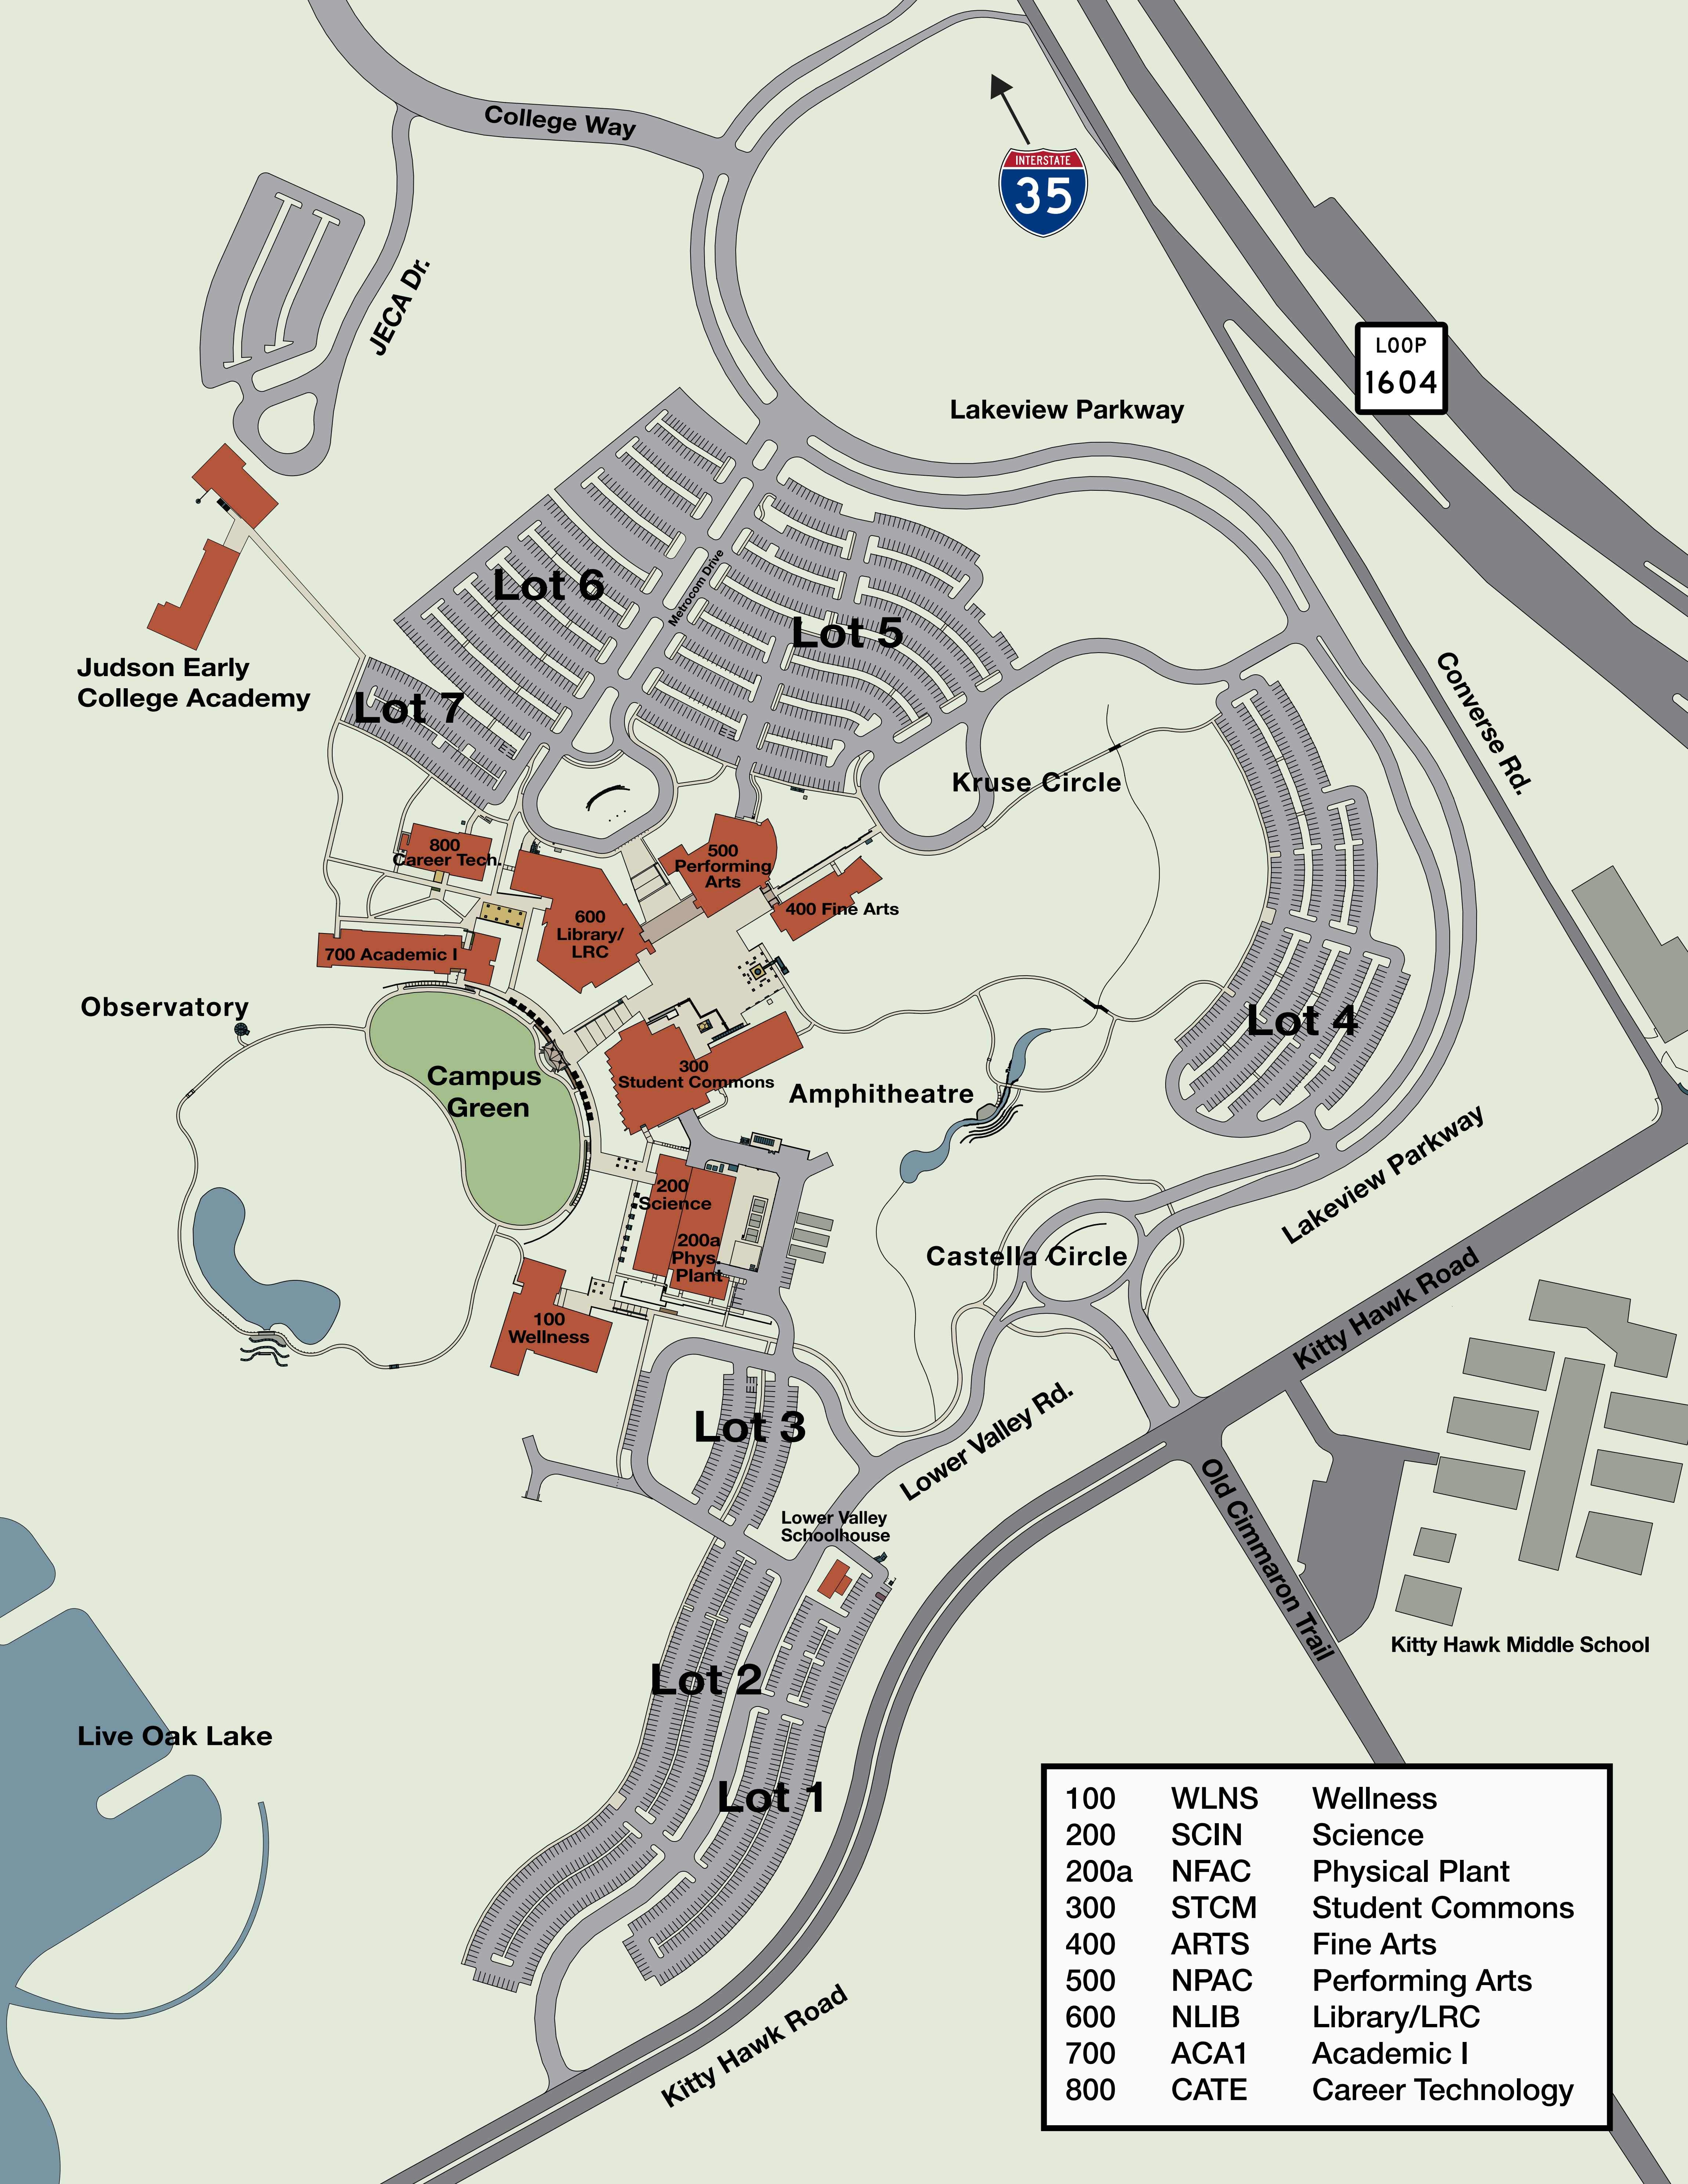 College Way
INTERSTATE
35
JECA Dr.
LOOP
1604
Lakeview Parkway
Metrocom Drive
Lot 6
Lot 5
Judson Early
College Academy
Lot 7
Converse Rd.
Kruse Circle
800
Career Tech.
500
Performing
Arts
400 Fine Arts
600
Library/
LRC
700 Academic I
Observatory
Lot 4
Campus
Green
300
Student Commons
Amphitheatre
200
Science
200a
Phys.
Plant
Lakeview Parkway
Castella Circle
100
Wellness
Kitty Hawk Road
Lot 3
Lower Valley Rd.
Lower Valley
Schoolhouse
Old Cimmaron Trail
Kitty Hawk Middle School
Lot 2
Live Oak Lake
Lot 1
Kitty Hawk Road
100 WLNS Wellness
200 SCIN Science
200a NFAC Physical Plant
300 STCM Student Commons
400 ARTS Fine Arts
500 NPAC Performing Arts
600 NLIB Library/LRC
700 ACA1 Academic I
800 CATE Career Technology